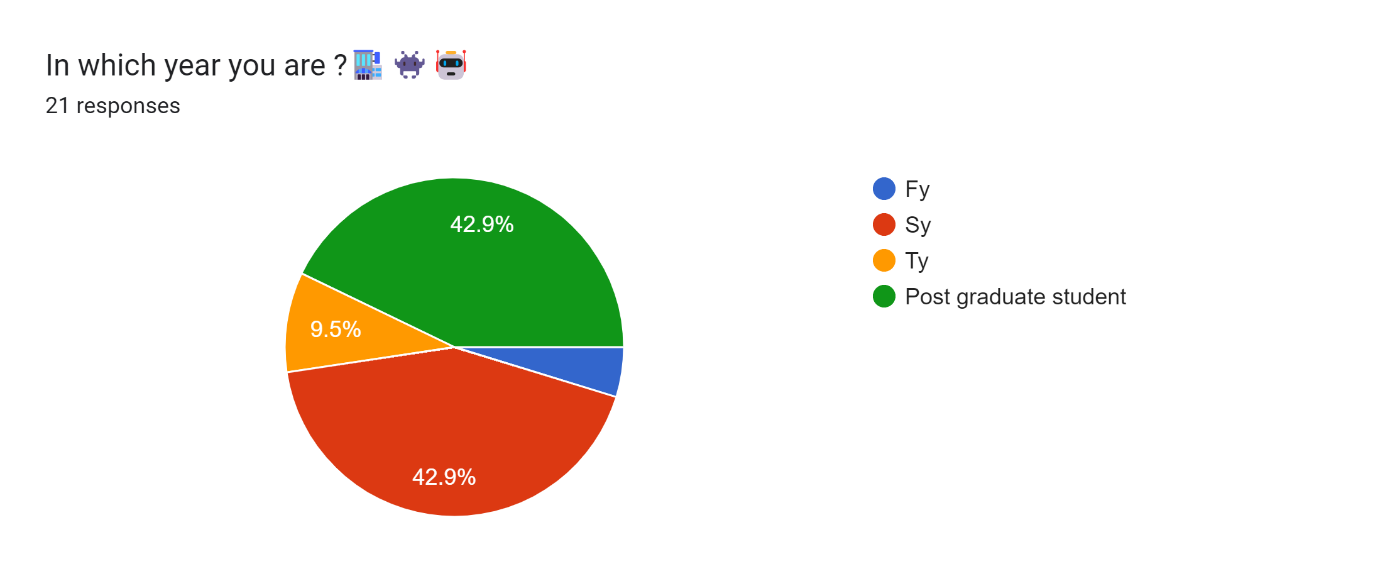 In which year you are ?🏬 👾 🤖
21 responses
42.9%
9.5%
42.9%
Fy
Sy
Ty
Post graduate student